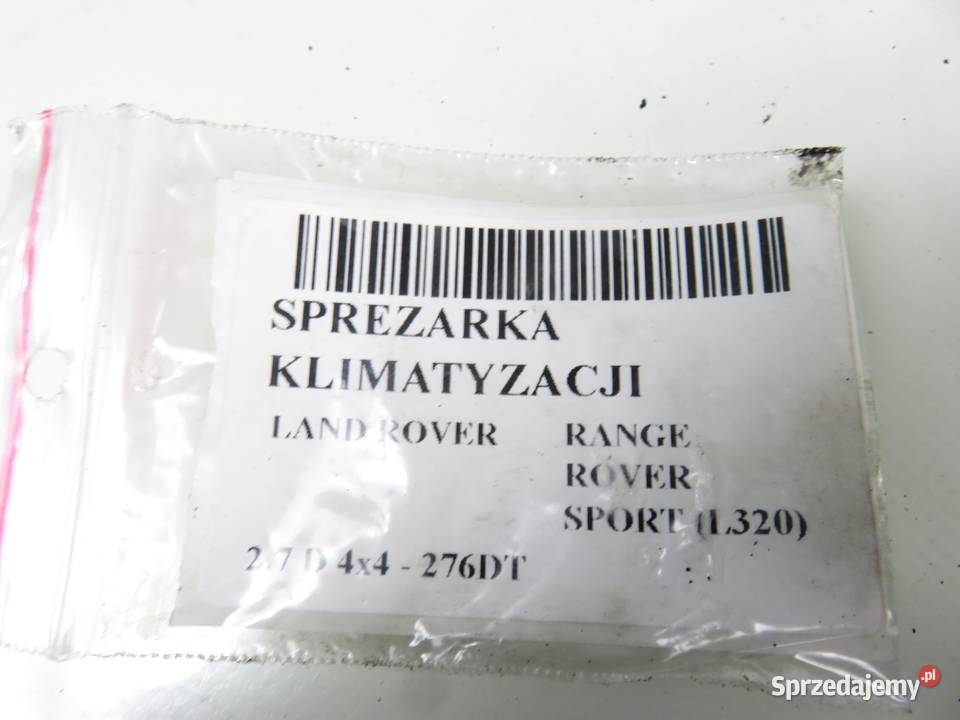 SPREZARKA
KLIMATYZACJI
LAND ROVER RANGE
ROVER
SPORT (L320)
2.7 D 4x4 - 276DT
Sprzedajemy.pl